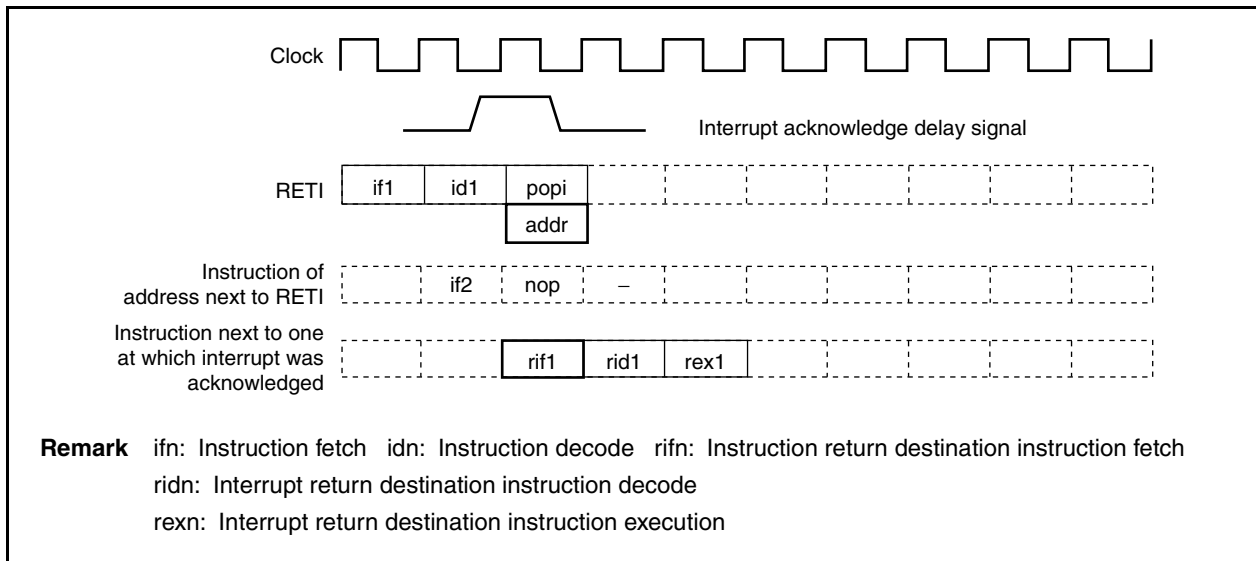 Clock
Interrupt acknowledge delay signal
RETI
if1 id1 popi
addr
Instruction of
address next to RETI
if2 nop –
Instruction next to one
at which interrupt was
acknowledged
rif1 rid1 rex1
Remark ifn: Instruction fetch idn: Instruction decode rifn: Instruction return destination instruction fetch
ridn: Interrupt return destination instruction decode
rexn: Interrupt return destination instruction execution